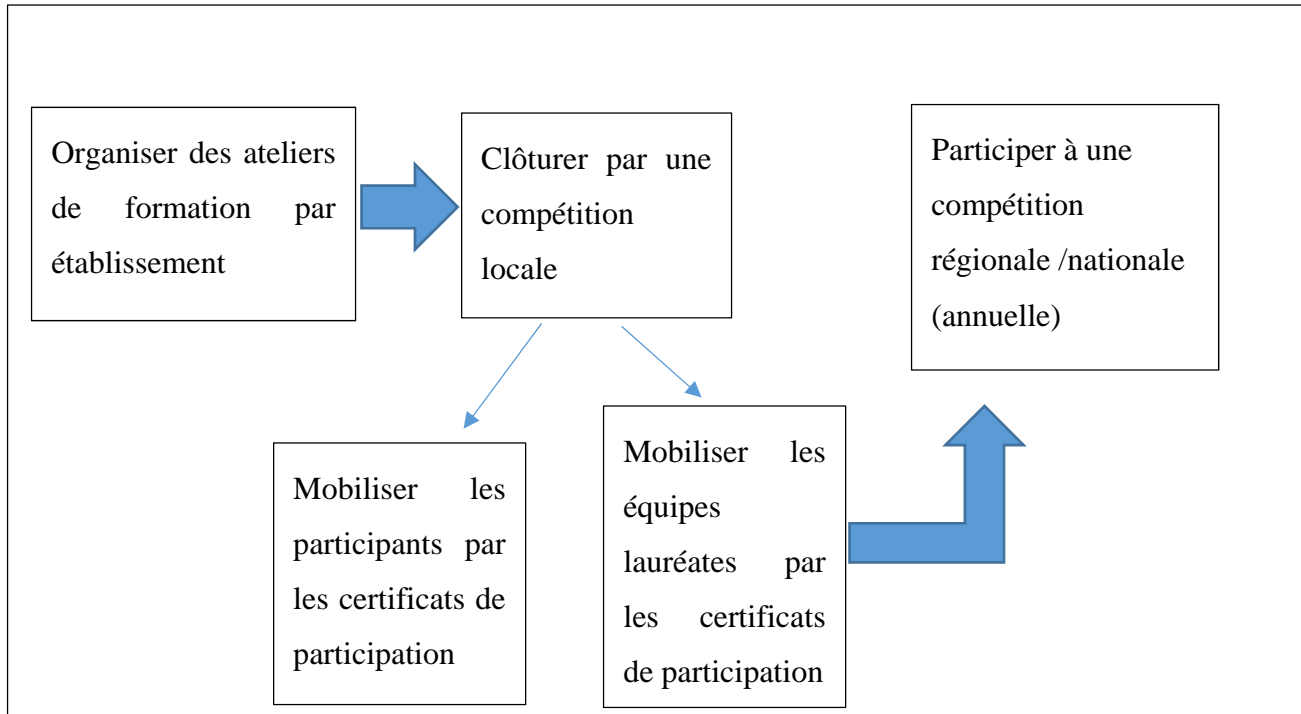 Organiser des ateliers
de formation par
établissement
Clôturer par une
compétition
locale
Participer à une
compétition
régionale /nationale
(annuelle)
Mobiliser les
participants par
les certificats de
participation
Mobiliser les
équipes
lauréates par
les certificats
de participation